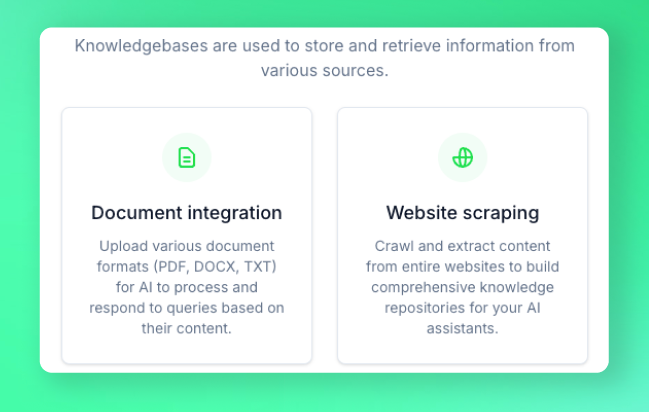 Knowledgebases are used to store and retrieve information from
various sources.
Document integration
Upload various document
formats (PDF, DOCX, TXT)
for AI to process and
respond to queries based on
their content.
Website scraping
Crawl and extract content
from entire websites to build
comprehensive knowledge
repositories for your AI
assistants.